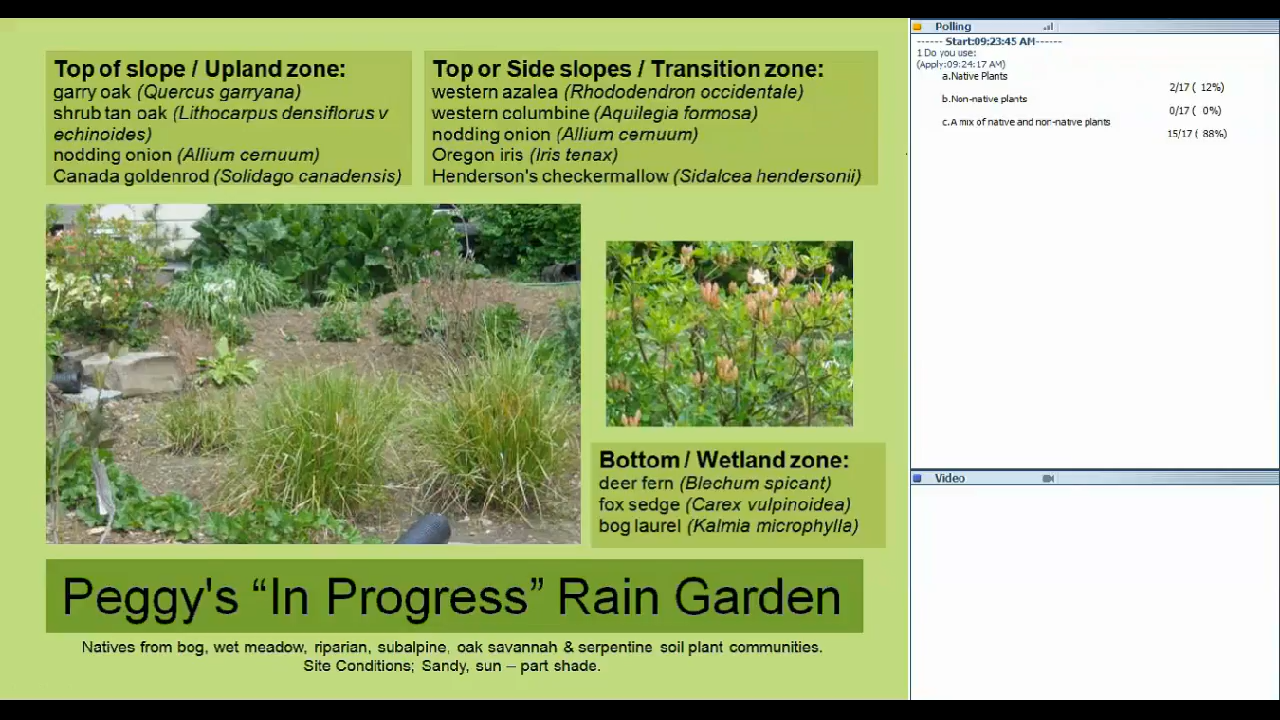 Top of slope / Upland zone:
garry oak (Quercus garryana)
shrub tan oak (Lithocarpus densiflorus v
echinoides)
nodding onion (Allium cernuum)
Canada goldenrod (Solidago canadensis)
Top or Side slopes / Transition zone:
western azalea (Rhododendron occidentale)
western columbine (Aquilegia formosa)
nodding onion (Allium cernuum)
Oregon iris (Iris tenax)
Henderson's checkermallow (Sidalcea hendersonii)
Bottom / Wetland zone:
deer fern (Blechum spicant)
fox sedge (Carex vulpinoidea)
bog laurel (Kalmia microphylla)
Peggy's “In Progress” Rain Garden
Natives from bog, wet meadow, riparian, subalpine, oak savannah & serpentine soil plant communities.
Site Conditions; Sandy, sun – part shade.
Polling
------ Start:09:23:45 AM------
1 Do you use:
(Apply:09:24:17 AM)
a.Native Plants
2/17 ( 12%)
b.Non-native plants
0/17 ( 0%)
c.A mix of native and non-native plants
15/17 ( 88%)
Video